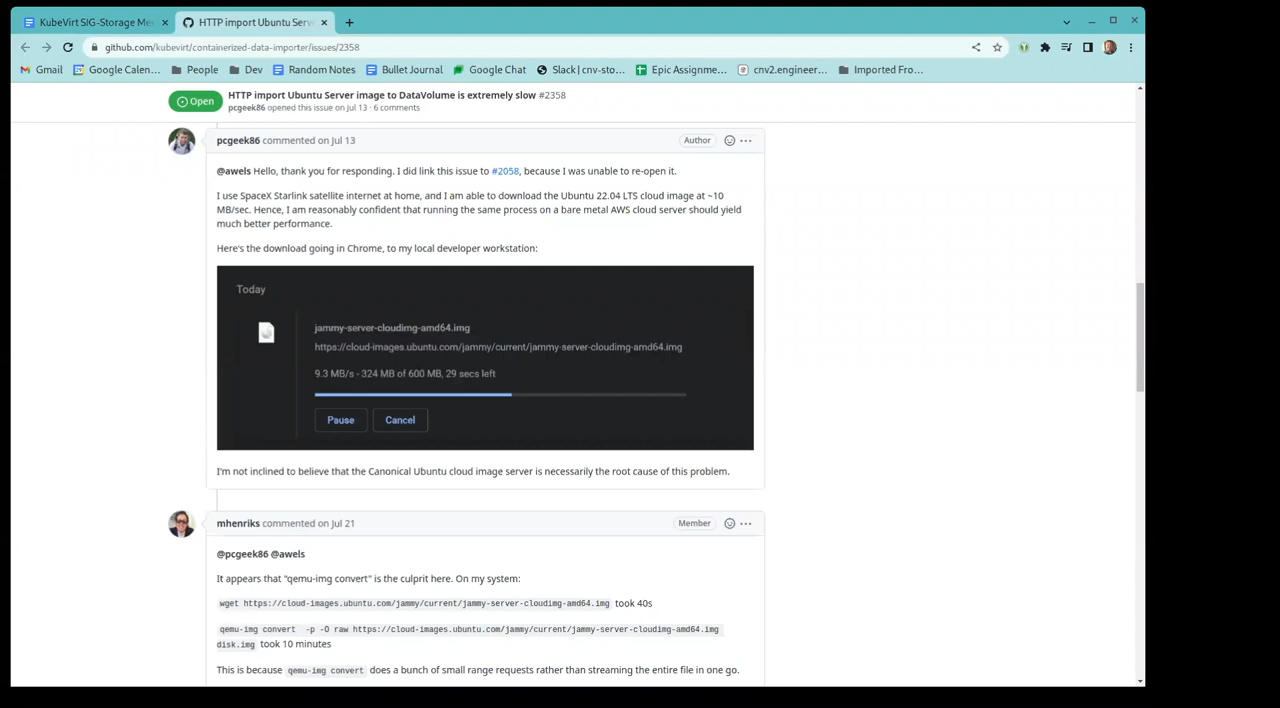 KubeVirt SIG-Storage Me
HTTP import Ubuntu Serv
github.com/kubevirt/containerized-data-importer/issues/2358
Gmail
Google Calen...
People
Dev
Random Notes
Bullet Journal
Google Chat
Slack | cnv-sto...
Epic Assignme...
cnv2.engineer...
Imported Fro...
Open
HTTP import Ubuntu Server image to DataVolume is extremely slow #2358
pcgeek86 opened this issue on Jul 13 · 6 comments
pcgeek86 commented on Jul 13
Author
@awels Hello, thank you for responding. I did link this issue to #2058, because I was unable to re-open it.
I use SpaceX Starlink satellite internet at home, and I am able to download the Ubuntu 22.04 LTS cloud image at ~10
MB/sec. Hence, I am reasonably confident that running the same process on a bare metal AWS cloud server should yield
much better performance.
Here's the download going in Chrome, to my local developer workstation:
Today
jammy-server-cloudimg-amd64.img
https://cloud-images.ubuntu.com/jammy/current/jammy-server-cloudimg-amd64.img
9.3 MB/s - 324 MB of 600 MB, 29 secs left
Pause
Cancel
I'm not inclined to believe that the Canonical Ubuntu cloud image server is necessarily the root cause of this problem.
mhenriks commented on Jul 21
Member
@pcgeek86 @awels
It appears that "qemu-img convert" is the culprit here. On my system:
wget https://cloud-images.ubuntu.com/jammy/current/jammy-server-cloudimg-amd64.img took 40s
qemu-img convert -p -O raw https://cloud-images.ubuntu.com/jammy/current/jammy-server-cloudimg-amd64.img
disk.img took 10 minutes
This is because qemu-img convert does a bunch of small range requests rather than streaming the entire file in one go.